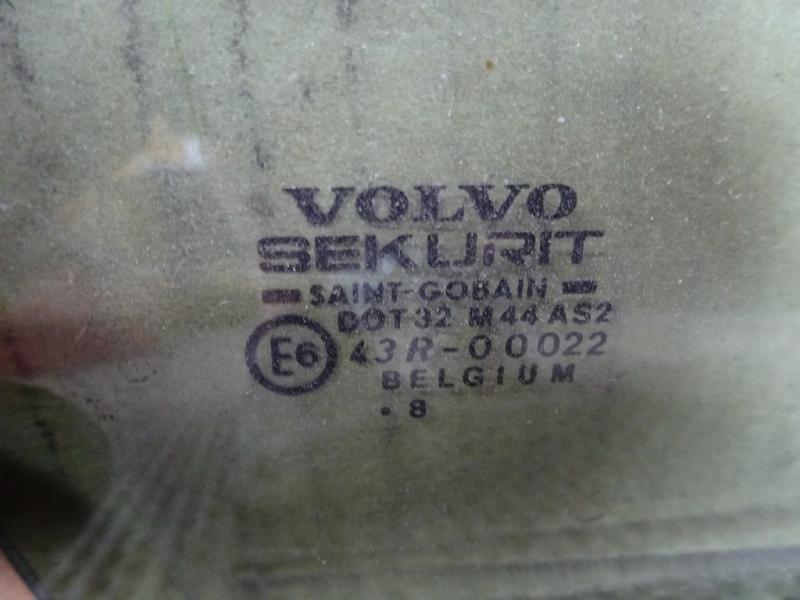 VOLVO
SEKURIT
SAINT-GOBAIN
DOT 32 M44 AS2
E6 43R-00022
BELGIUM
. 8